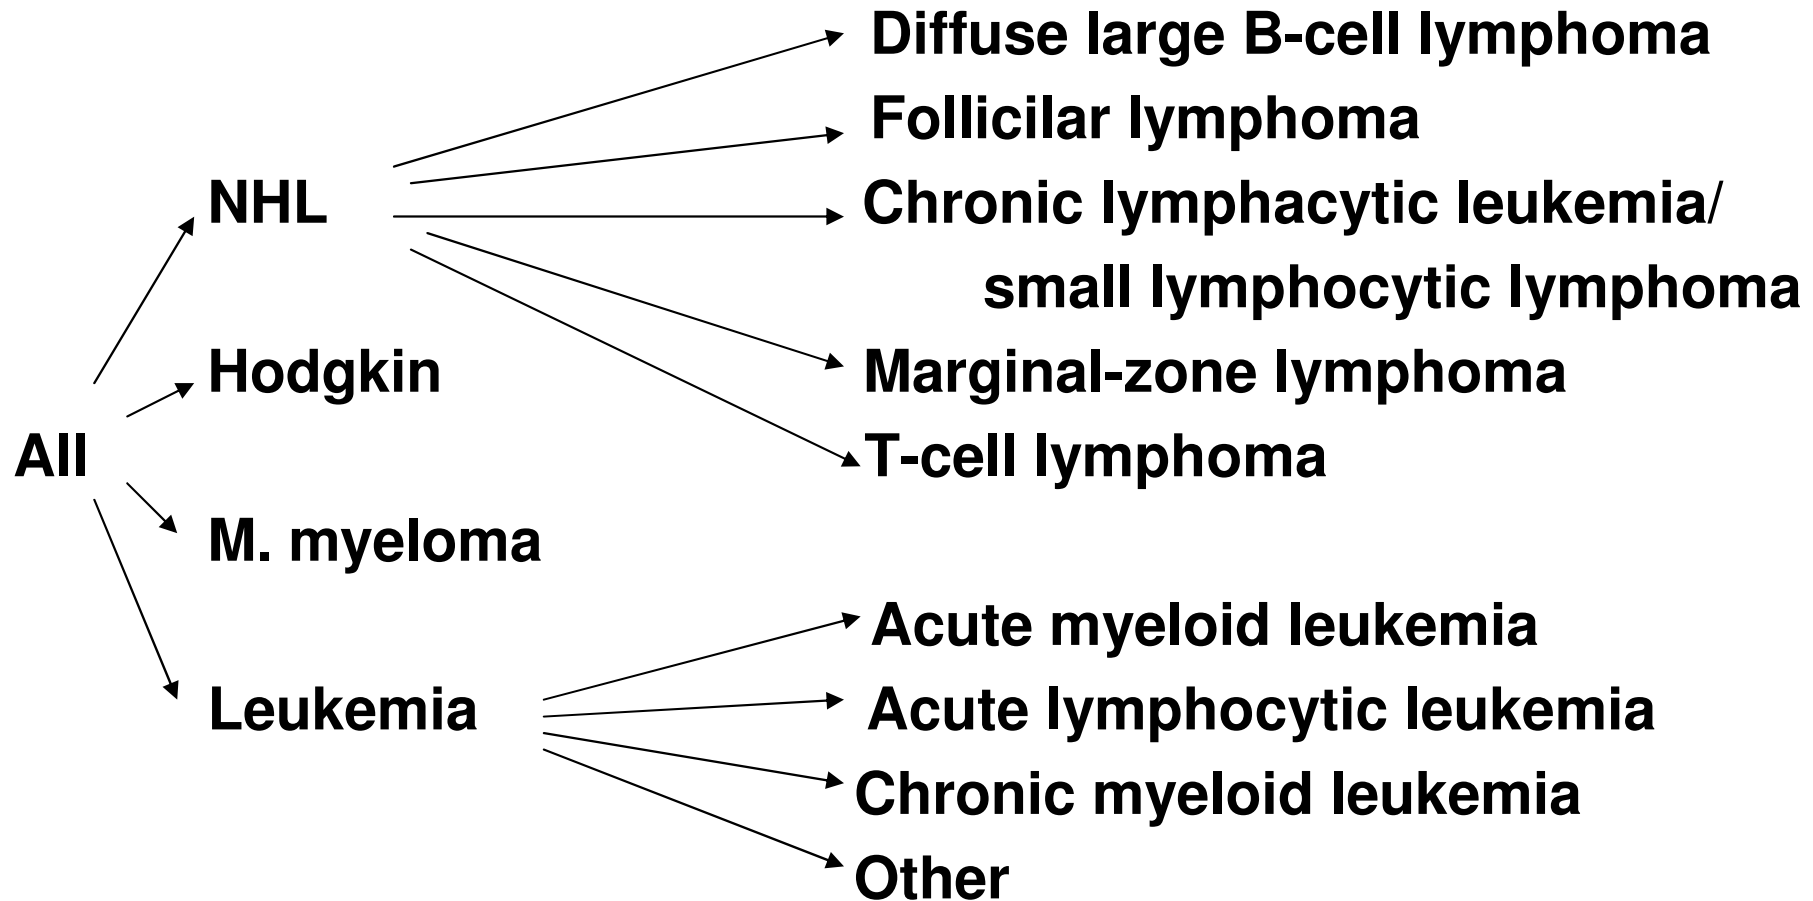 Diffuse large B-cell lymphoma
Follicilar lymphoma
NHL
Chronic lymphacytic leukemia/
small lymphocytic lymphoma
Hodgkin
Marginal-zone lymphoma
All
T-cell lymphoma
M. myeloma
Acute myeloid leukemia
Leukemia
Acute lymphocytic leukemia
Chronic myeloid leukemia
Other